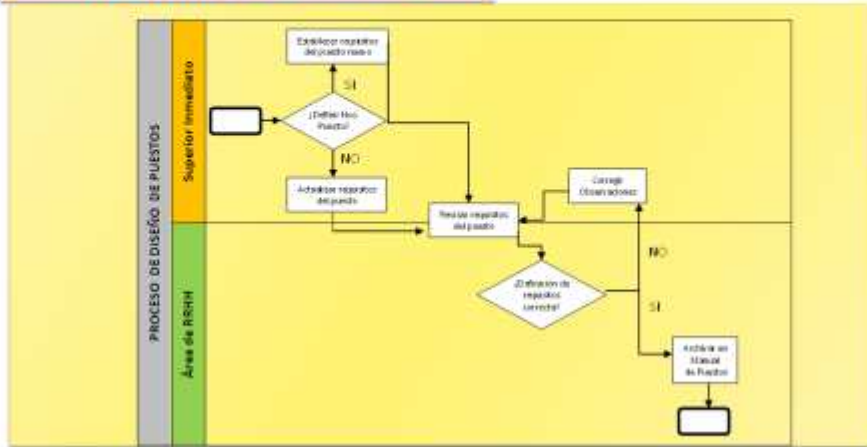 PROCESO DE DISEÑO DE PUESTOS
Superior Inmediato
Área de RRHH
Establecer requisitos
del puesto nuevo
SI
¿Definir Nvo.
Puesto?
NO
Actualizar requisitos
del puesto
Revisar requisitos
del puesto
Corregir
Observaciones
NO
¿Definición de
requisitos
correcta?
SI
Archivar en
Manual
de Puestos